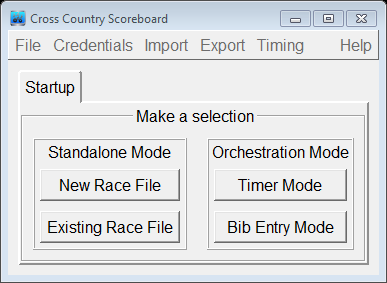 Cross Country Scoreboard
File Credentials Import Export Timing Help
Startup
Make a selection
Standalone Mode Orchestration Mode
New Race File Timer Mode
Existing Race File Bib Entry Mode